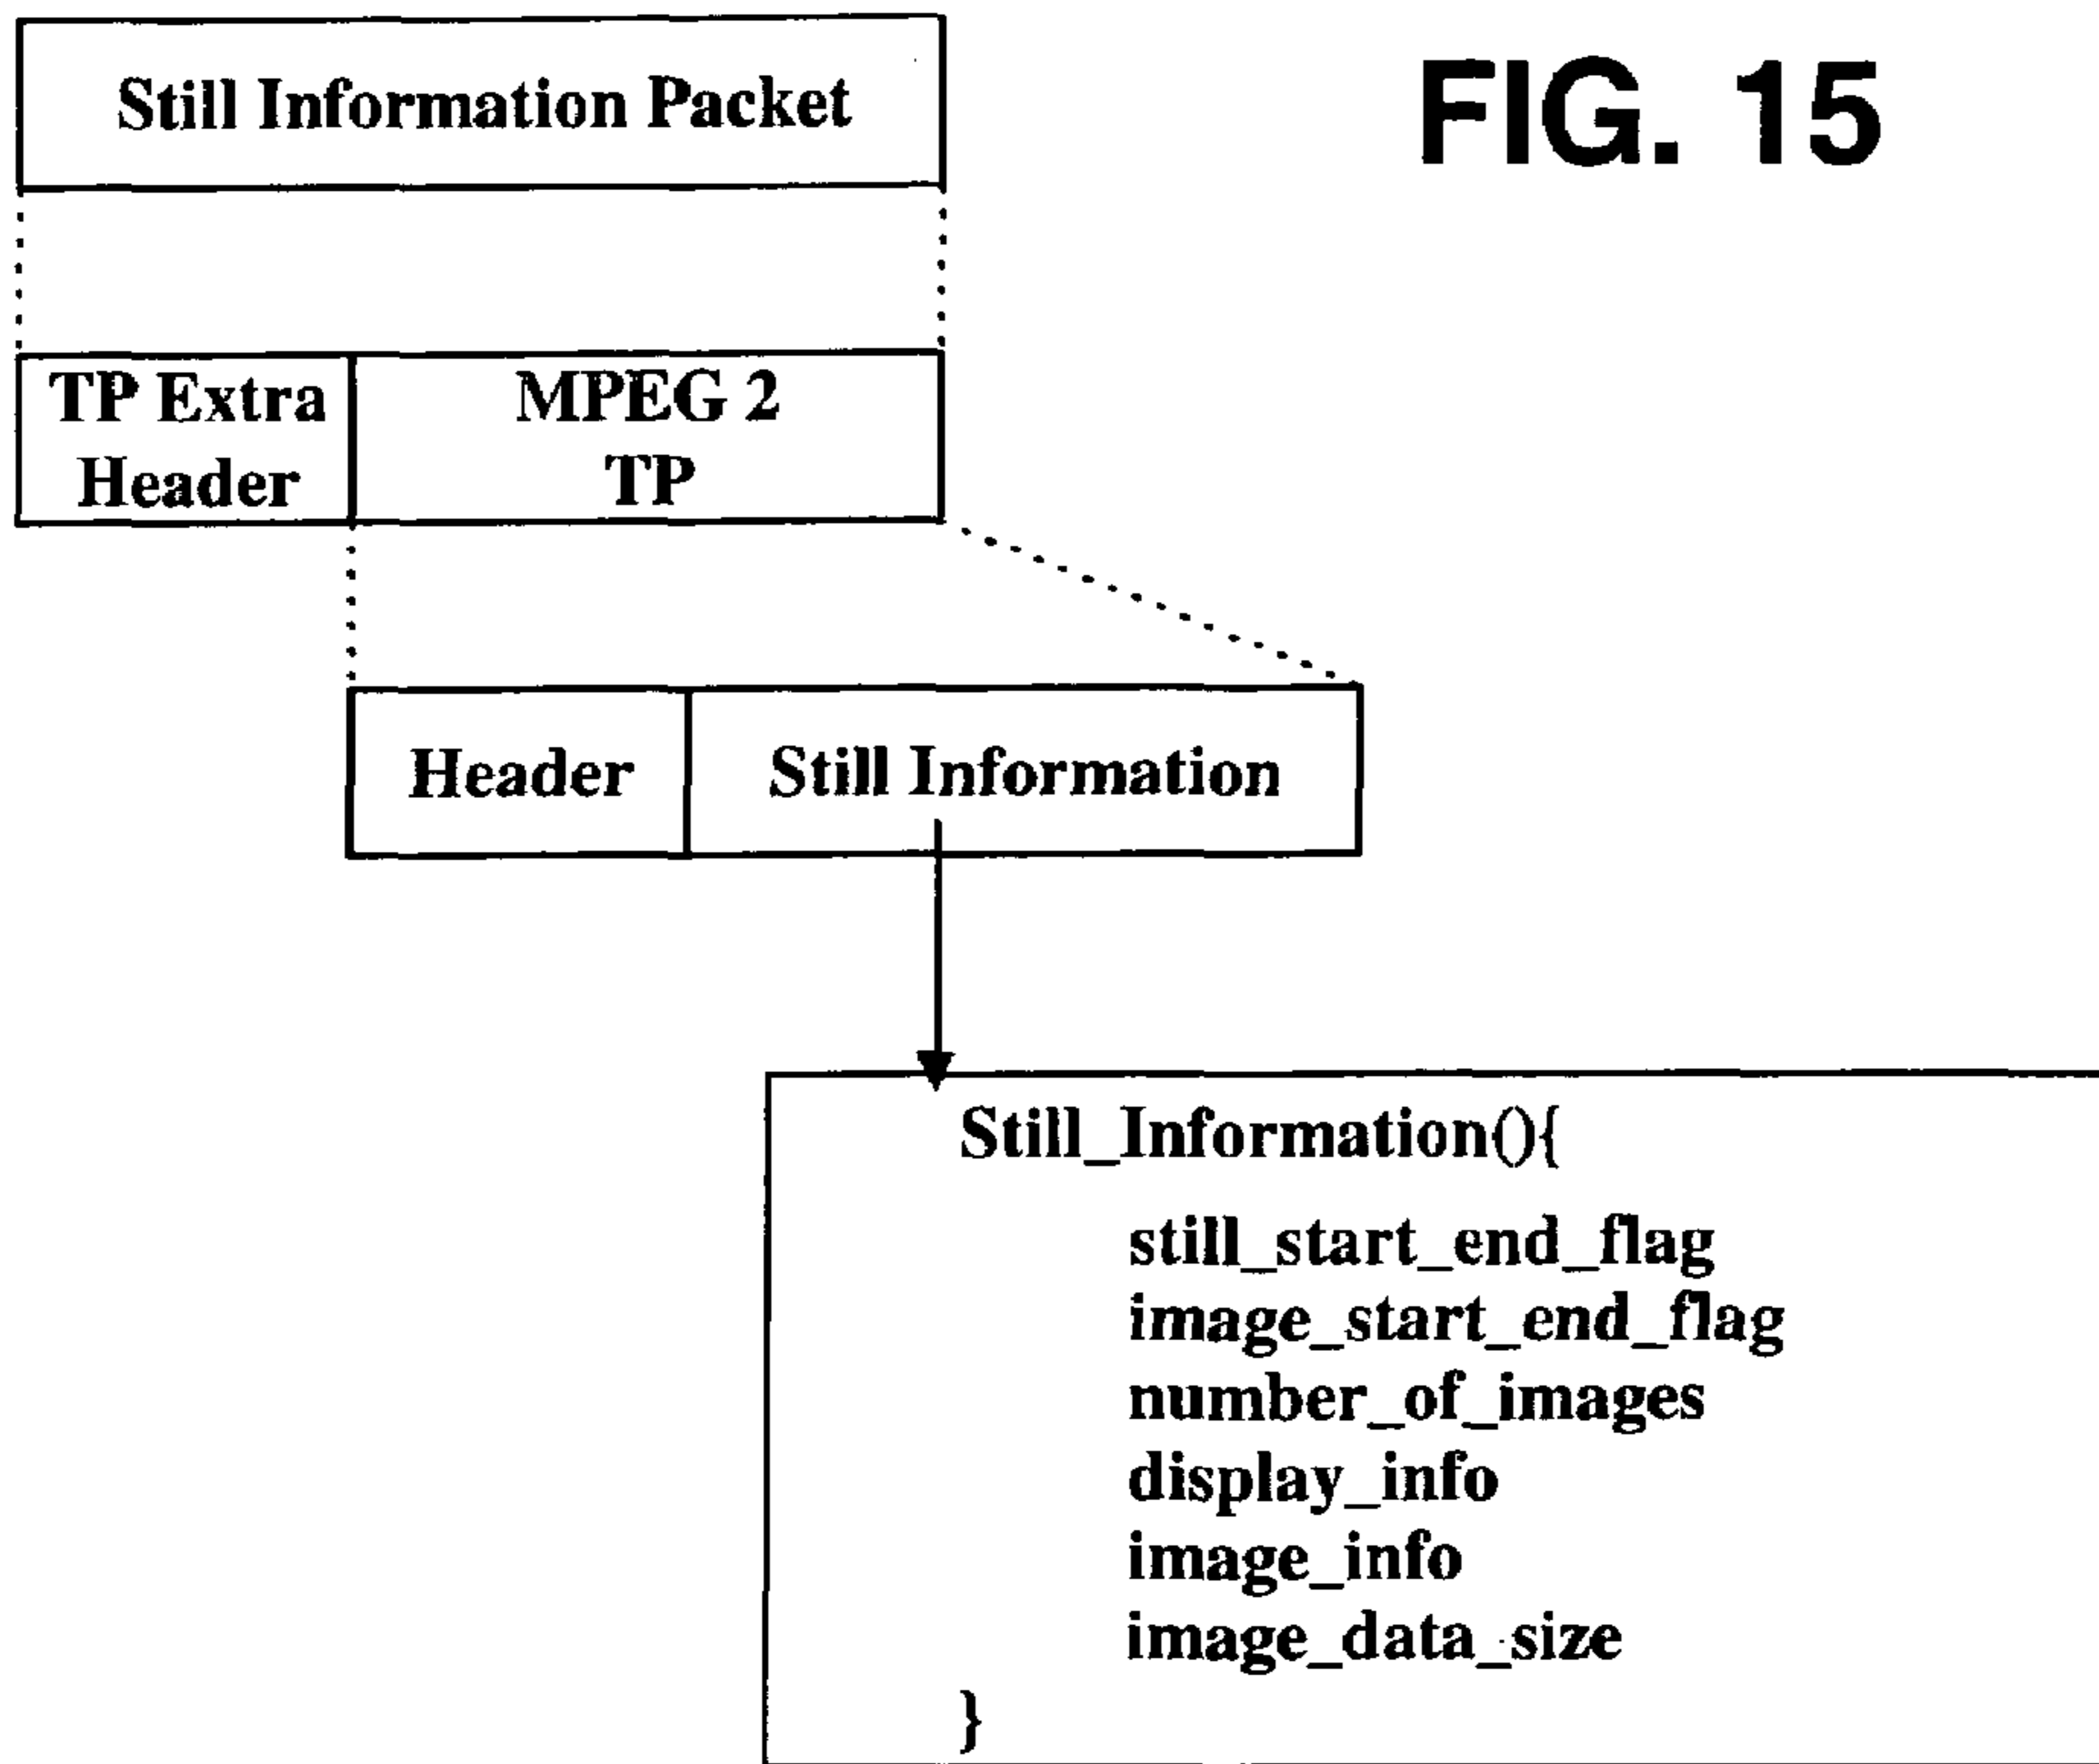 Still Information Packet
FIG. 15
TP Extra
Header
MPEG 2
TP
Header
Still Information
Still_Information(){
still_start_end_flag
image_start_end_flag
number_of_images
display_info
image_info
image_data_size
}